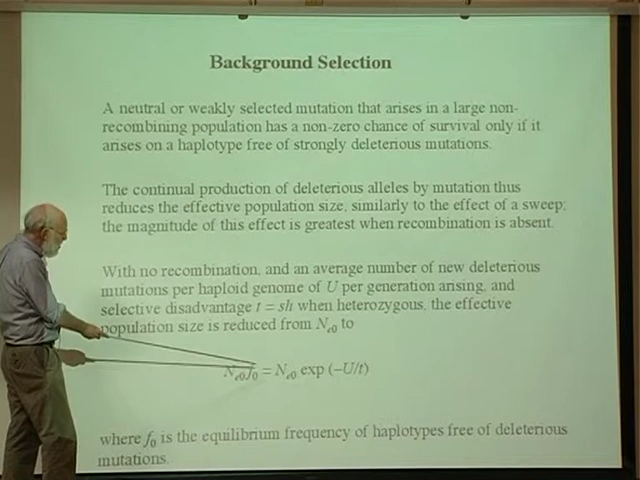 Background Selection
A neutral or weakly selected mutation that arises in a large non-
recombining population has a non-zero chance of survival only if it
arises on a haplotype free of strongly deleterious mutations.
The continual production of deleterious alleles by mutation thus
reduces the effective population size, similarly to the effect of a sweep;
the magnitude of this effect is greatest when recombination is absent.
With no recombination, and an average number of new deleterious
mutations per haploid genome of U per generation arising, and
selective disadvantage t = sh when heterozygous, the effective
population size is reduced from Nₑ₀ to
Nₑ₀f₀ = Nₑ₀ exp (–U/t)
where f₀ is the equilibrium frequency of haplotypes free of deleterious
mutations.